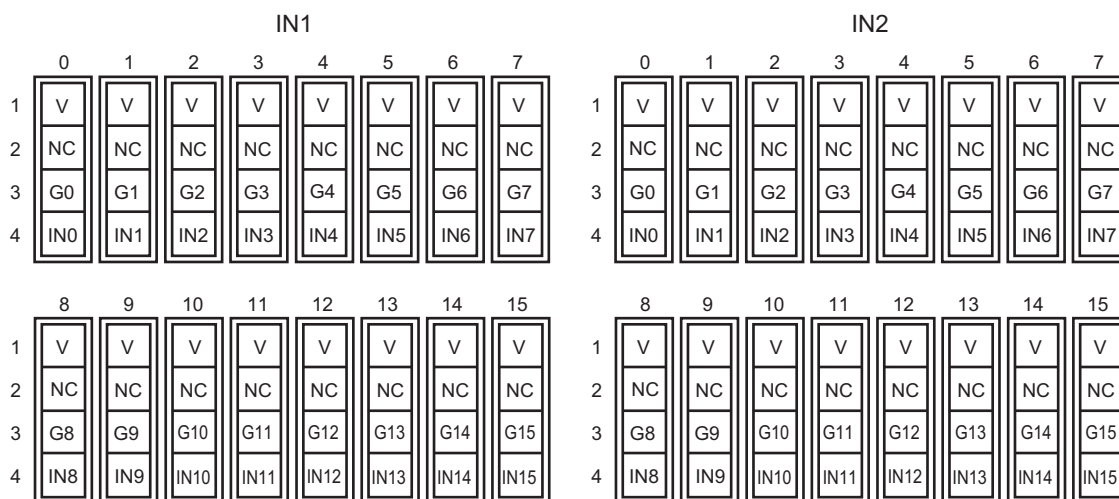 IN1 IN2
0 1 2 3 4 5 6 7 0 1 2 3 4 5 6 7
1 V V V V V V V V 1 V V V V V V V V
2 NC NC NC NC NC NC NC NC 2 NC NC NC NC NC NC NC NC
3 G0 G1 G2 G3 G4 G5 G6 G7 3 G0 G1 G2 G3 G4 G5 G6 G7
4 IN0 IN1 IN2 IN3 IN4 IN5 IN6 IN7 4 IN0 IN1 IN2 IN3 IN4 IN5 IN6 IN7
8 9 10 11 12 13 14 15 8 9 10 11 12 13 14 15
1 V V V V V V V V 1 V V V V V V V V
2 NC NC NC NC NC NC NC NC 2 NC NC NC NC NC NC NC NC
3 G8 G9 G10 G11 G12 G13 G14 G15 3 G8 G9 G10 G11 G12 G13 G14 G15
4 IN8 IN9 IN10 IN11 IN12 IN13 IN14 IN15 4 IN8 IN9 IN10 IN11 IN12 IN13 IN14 IN15